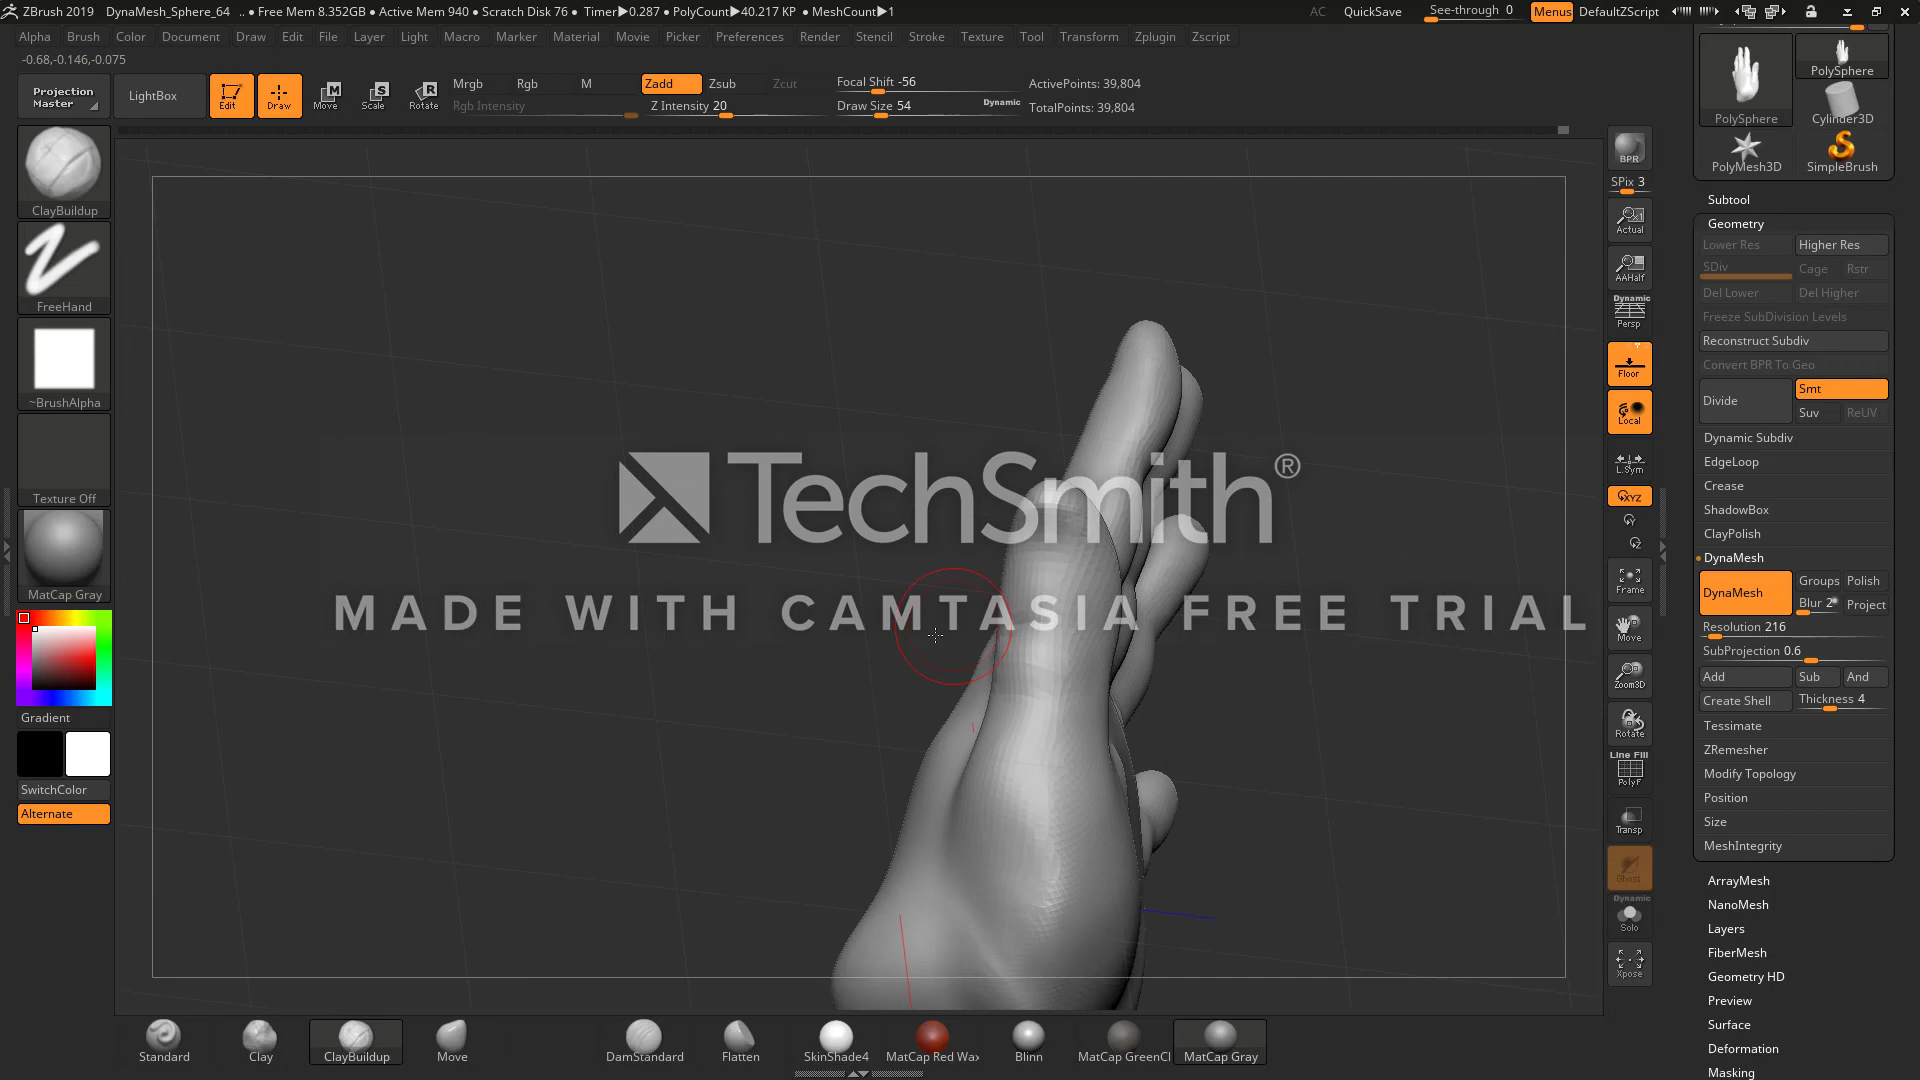 ZBrush 2019 DynaMesh_Sphere_64 .. ● Free Mem 8.352GB ● Active Mem 940 ● Scratch Disk 76 ● Timer▶0.287 ● PolyCount▶40.217 KP ● MeshCount▶1
AC QuickSave See-through 0 Menus DefaultZScript
Alpha Brush Color Document Draw Edit File Layer Light Macro Marker Material Movie Picker Preferences Render Stencil Stroke Texture Tool Transform Zplugin Zscript
-0.68,-0.146,-0.075
Projection Master
LightBox
Edit
Draw
Move
Scale
Rotate
Mrgb Rgb M
Rgb Intensity
Zadd Zsub Zcut
Z Intensity 20
Focal Shift -56
Draw Size 54
Dynamic
ActivePoints: 39,804
TotalPoints: 39,804
ClayBuildup
FreeHand
~BrushAlpha
Texture Off
MatCap Gray
Gradient
SwitchColor
Alternate
TechSmith®
MADE WITH CAMTASIA FREE TRIAL
BPR
SPix 3
Actual
AAHalf
Dynamic
Persp
Floor
Local
L.Sym
XYZ
Y
Z
Frame
Move
Zoom3D
Rotate
Line Fill
PolyF
Transp
Ghost
Dynamic
Solo
Xpose
PolySphere
PolySphere
Cylinder3D
PolyMesh3D
SimpleBrush
Subtool
Geometry
Lower Res Higher Res
SDiv Cage Rstr
Del Lower Del Higher
Freeze SubDivision Levels
Reconstruct Subdiv
Convert BPR To Geo
Divide Smt
Suv ReUV
Dynamic Subdiv
EdgeLoop
Crease
ShadowBox
ClayPolish
DynaMesh
DynaMesh Groups Polish
Blur 2 Project
Resolution 216
SubProjection 0.6
Add Sub And
Create Shell Thickness 4
Tessimate
ZRemesher
Modify Topology
Position
Size
MeshIntegrity
ArrayMesh
NanoMesh
Layers
FiberMesh
Geometry HD
Preview
Surface
Deformation
Masking
Standard Clay ClayBuildup Move DamStandard Flatten SkinShade4 MatCap Red Wax Blinn MatCap GreenCl MatCap Gray